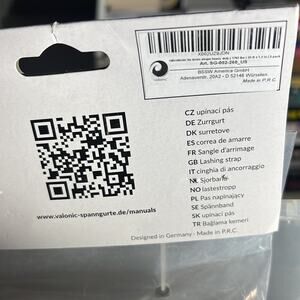 X002UZ9JDN
Art. SG-002-266_US
BSSW America GmbH
Adenauerstr. 20A2 - D 52146 Würselen
Made in P.R.C
valonic
CZ upínací pás
DE Zurrgurt
DK surretove
ES correa de amarre
FR Sangle d'arrimage
GB Lashing strap
IT cinghia di ancoraggio
NL Sjorband
NO lastestropp
PL Pas napinający
SE Spännband
SK upínací pás
TR Bağlama kemeri
www.valonic-spanngurte.de/manuals
Designed in Germany - Made in P.R.C.